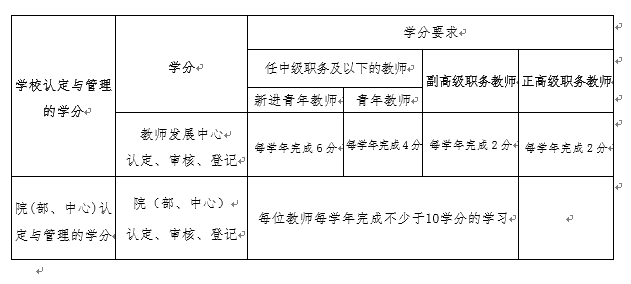 学分要求
学校认定与管理
的学分
学分
任中级职务及以下的教师
副高级职务教师
正高级职务教师
新进青年教师
青年教师
教师发展中心
认定、审核、登记
每学年完成6分
每学年完成4分
每学年完成2分
每学年完成2分
院(部、中心)认
定与管理的学分
院（部、中心）
认定、审核、登记
每位教师每学年完成不少于10学分的学习